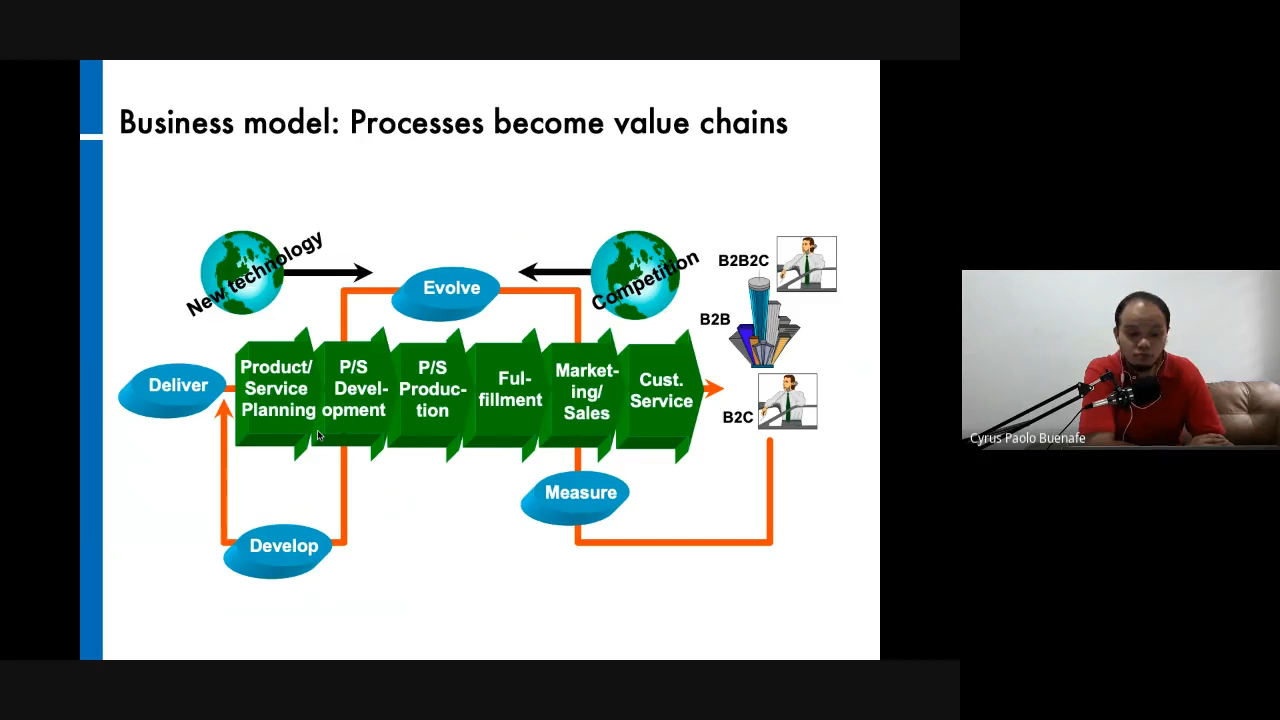 Business model: Processes become value chains
New technology
Competition
B2B2C
Evolve
B2B
Deliver
Product/
Service
Planning
P/S
Devel-
opment
P/S
Produc-
tion
Ful-
fillment
Market-
ing/
Sales
Cust.
Service
B2C
Measure
Develop
Cyrus Paolo Buenafe